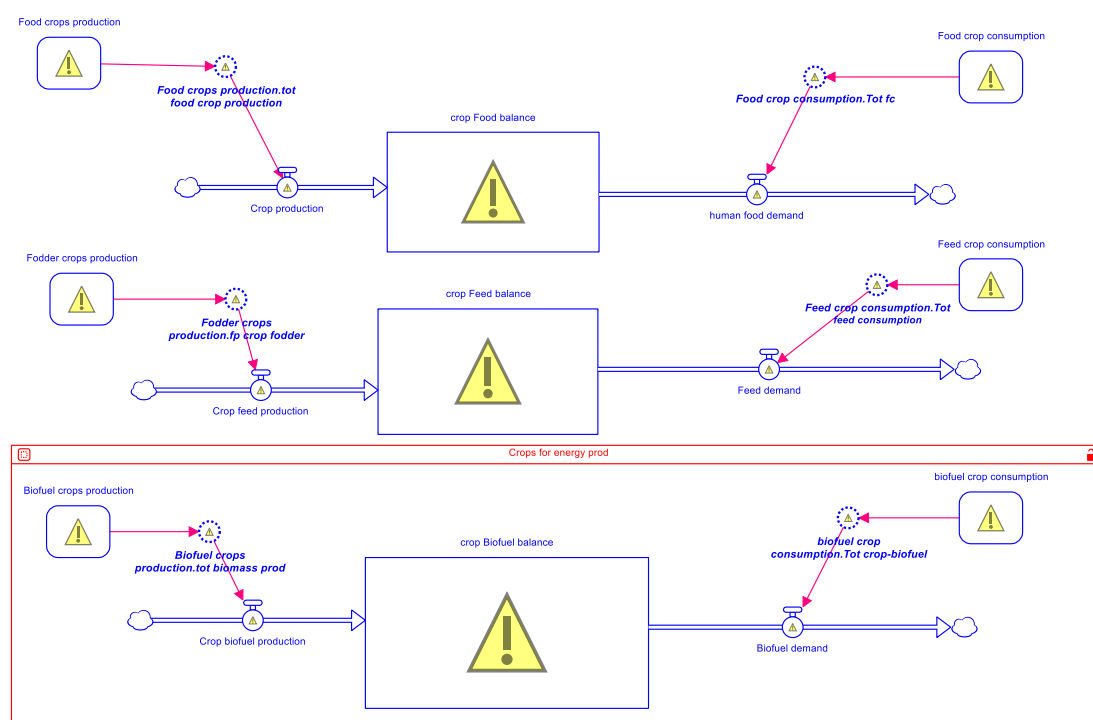 Food crops production
Food crop consumption
Food crops production.tot
food crop production
Food crop consumption.Tot fc
crop Food balance
Crop production
human food demand
Fodder crops production
Feed crop consumption
crop Feed balance
Fodder crops
production.fp crop fodder
Feed crop consumption.Tot
feed consumption
Crop feed production
Feed demand
Crops for energy prod
Biofuel crops production
biofuel crop consumption
crop Biofuel balance
Biofuel crops
production.tot biomass prod
biofuel crop
consumption.Tot crop-biofuel
Crop biofuel production
Biofuel demand